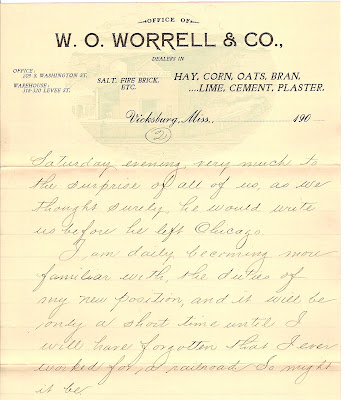 OFFICE OF
W. O. WORRELL & CO.,
DEALERS IN
OFFICE:
WASHINGTON ST.
WAREHOUSE:
LEVEE ST.
SALT, FIRE BRICK,
ETC.
HAY, CORN, OATS, BRAN,
....LIME, CEMENT, PLASTER.
Vicksburg, Miss., 190
2
Saturday evening, very much to
the surprise of all of us, as we
thought surely, he would write
us before he left Chicago.
I am daily becoming more
familiar with, the duties of
my new position, and it will be
only a short time until I
will have forgotten that I ever
worked for, a railroad. So might
it be